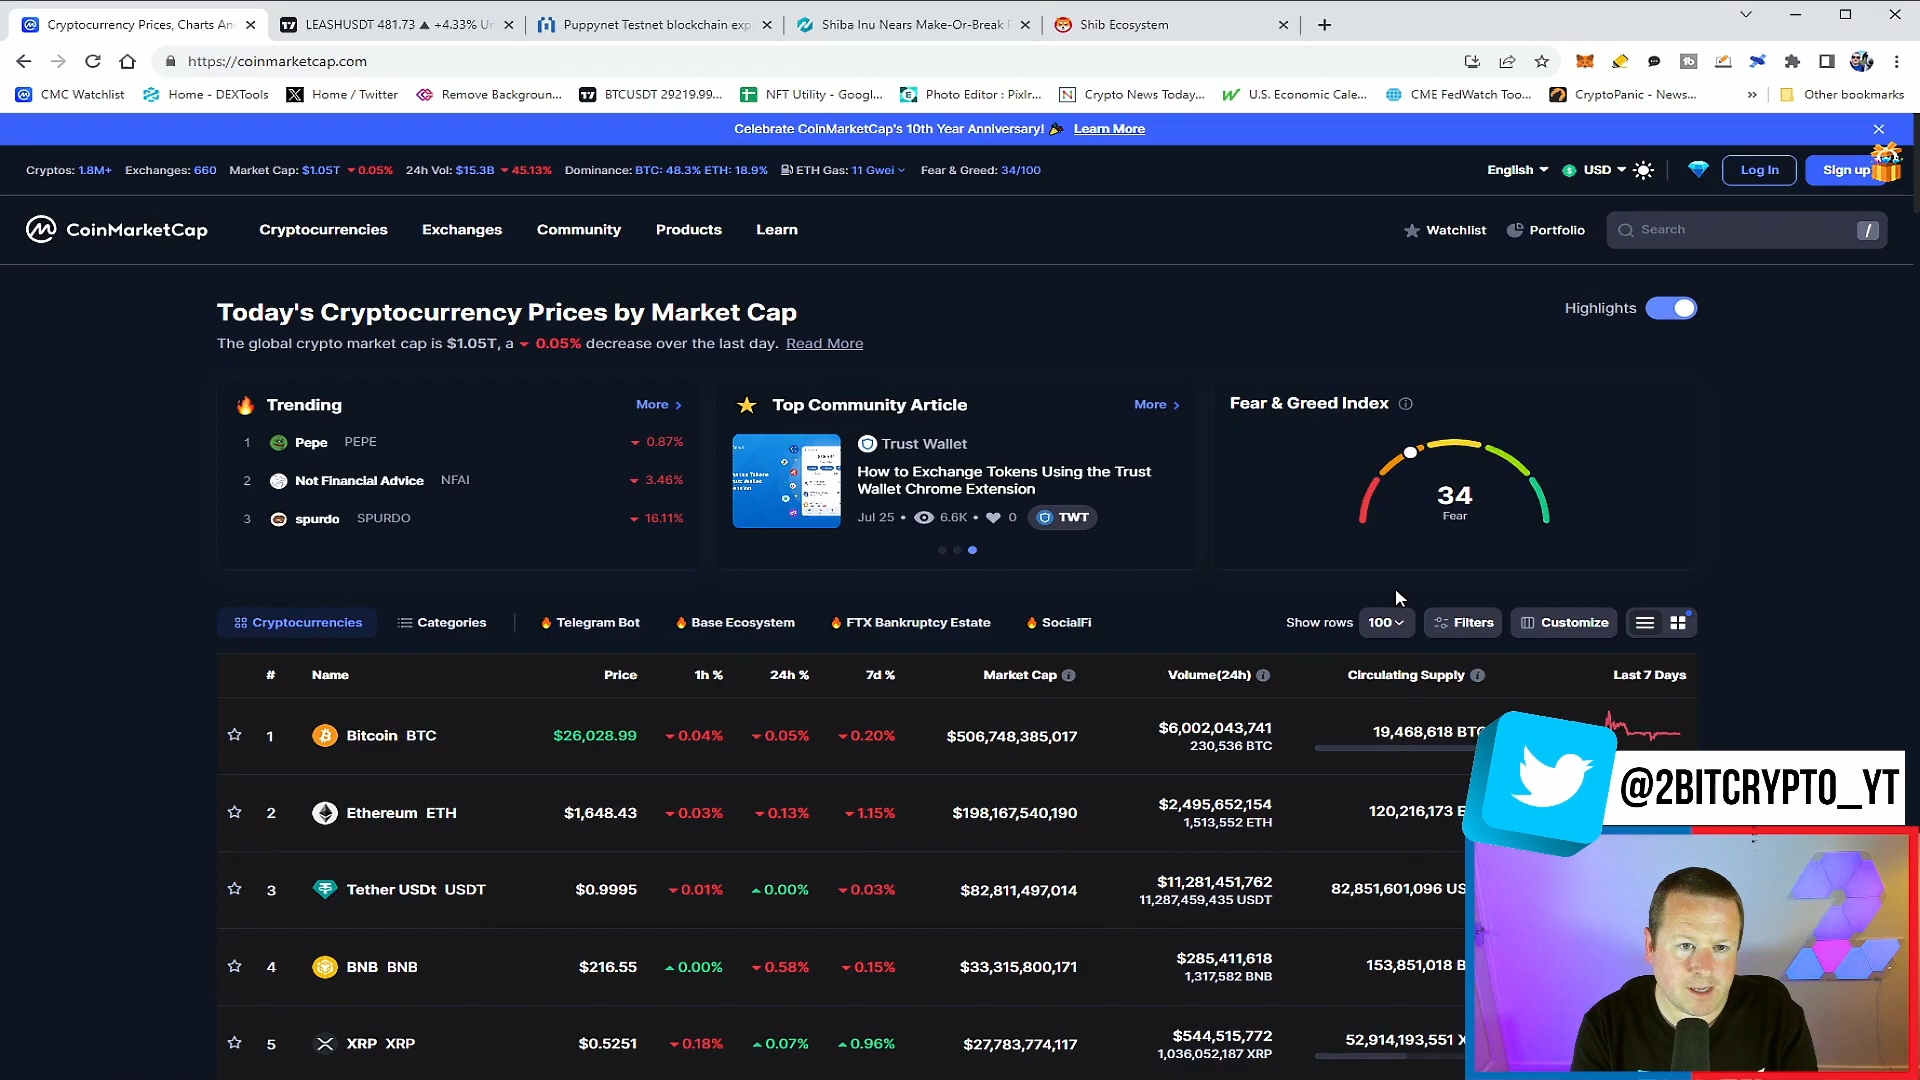 Cryptocurrency Prices, Charts An
LEASHUSDT 481.73 ▲ +4.33% Un
Puppynet Testnet blockchain exp
Shiba Inu Nears Make-Or-Break
Shib Ecosystem
https://coinmarketcap.com
CMC Watchlist
Home - DEXTools
Home / Twitter
Remove Backgroun...
BTCUSDT 29219.99...
NFT Utility - Googl...
Photo Editor : Pixlr...
Crypto News Today...
U.S. Economic Cale...
CME FedWatch Too...
CryptoPanic - News...
»
Other bookmarks
Celebrate CoinMarketCap's 10th Year Anniversary! 🎉 Learn More
Cryptos: 1.8M+ Exchanges: 660 Market Cap: $1.05T ▼ 0.05% 24h Vol: $15.3B ▼ 45.13% Dominance: BTC: 48.3% ETH: 18.9% ETH Gas: 11 Gwei Fear & Greed: 34/100
English
USD
Log In
Sign up
CoinMarketCap
Cryptocurrencies
Exchanges
Community
Products
Learn
Watchlist
Portfolio
Search
/
Today's Cryptocurrency Prices by Market Cap
Highlights
The global crypto market cap is $1.05T, a ▼ 0.05% decrease over the last day. Read More
Trending
More >
1 Pepe PEPE ▼ 0.87%
2 Not Financial Advice NFAI ▼ 3.46%
3 spurdo SPURDO ▼ 16.11%
Top Community Article
More >
Trust Wallet
How to Exchange Tokens Using the Trust
Wallet Chrome Extension
Jul 25 • 6.6K • 0 TWT
Fear & Greed Index
34
Fear
Cryptocurrencies
Categories
Telegram Bot
Base Ecosystem
FTX Bankruptcy Estate
SocialFi
Show rows
100
Filters
Customize
# Name Price 1h % 24h % 7d % Market Cap Volume(24h) Circulating Supply Last 7 Days
1 Bitcoin BTC $26,028.99 ▼ 0.04% ▼ 0.05% ▼ 0.20% $506,748,385,017 $6,002,043,741 19,468,618 BTC
230,536 BTC
2 Ethereum ETH $1,648.43 ▼ 0.03% ▼ 0.13% ▼ 1.15% $198,167,540,190 $2,495,652,154 120,216,173 E
1,513,552 ETH
3 Tether USDt USDT $0.9995 ▼ 0.01% ▲ 0.00% ▼ 0.03% $82,811,497,014 $11,281,451,762 82,851,601,096 US
11,287,459,435 USDT
4 BNB BNB $216.55 ▲ 0.00% ▼ 0.58% ▼ 0.15% $33,315,800,171 $285,411,618 153,851,018 B
1,317,582 BNB
5 XRP XRP $0.5251 ▼ 0.18% ▲ 0.07% ▲ 0.96% $27,783,774,117 $544,515,772 52,914,193,551 X
1,036,052,187 XRP
@2BITCRYPTO_YT